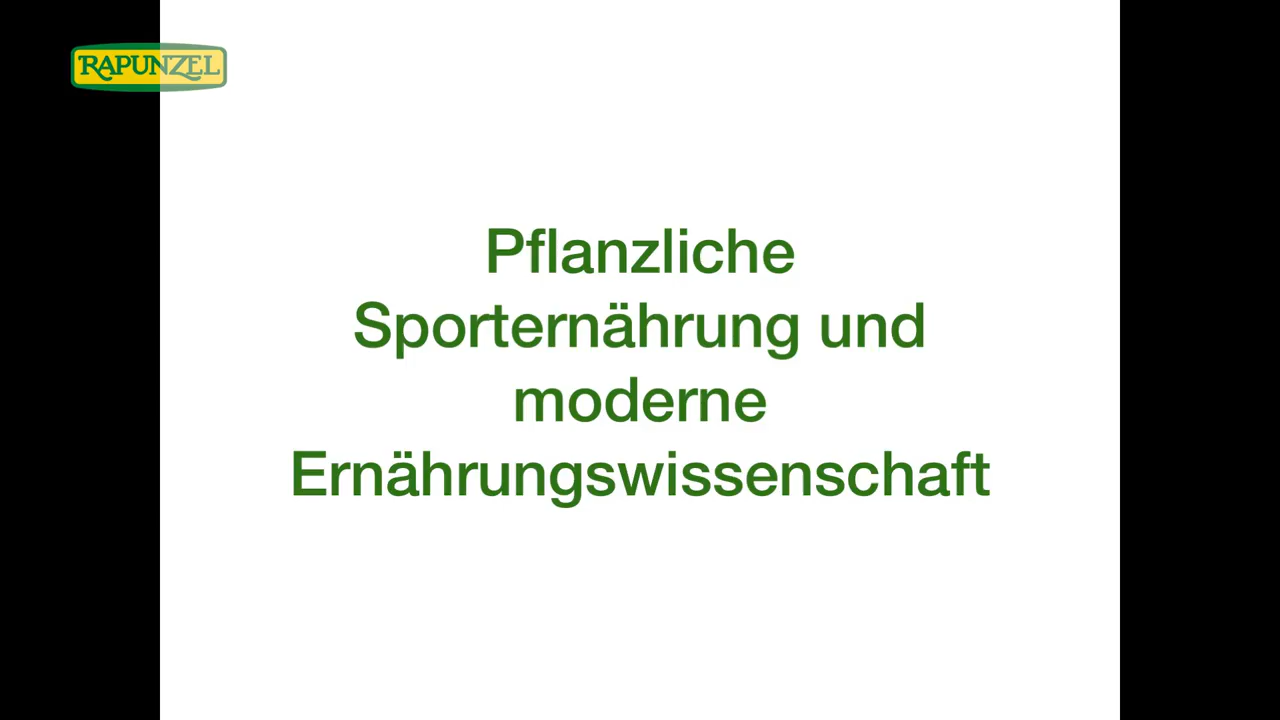 RAPUNZEL
Pflanzliche
Sporternährung und
moderne
Ernährungswissenschaft